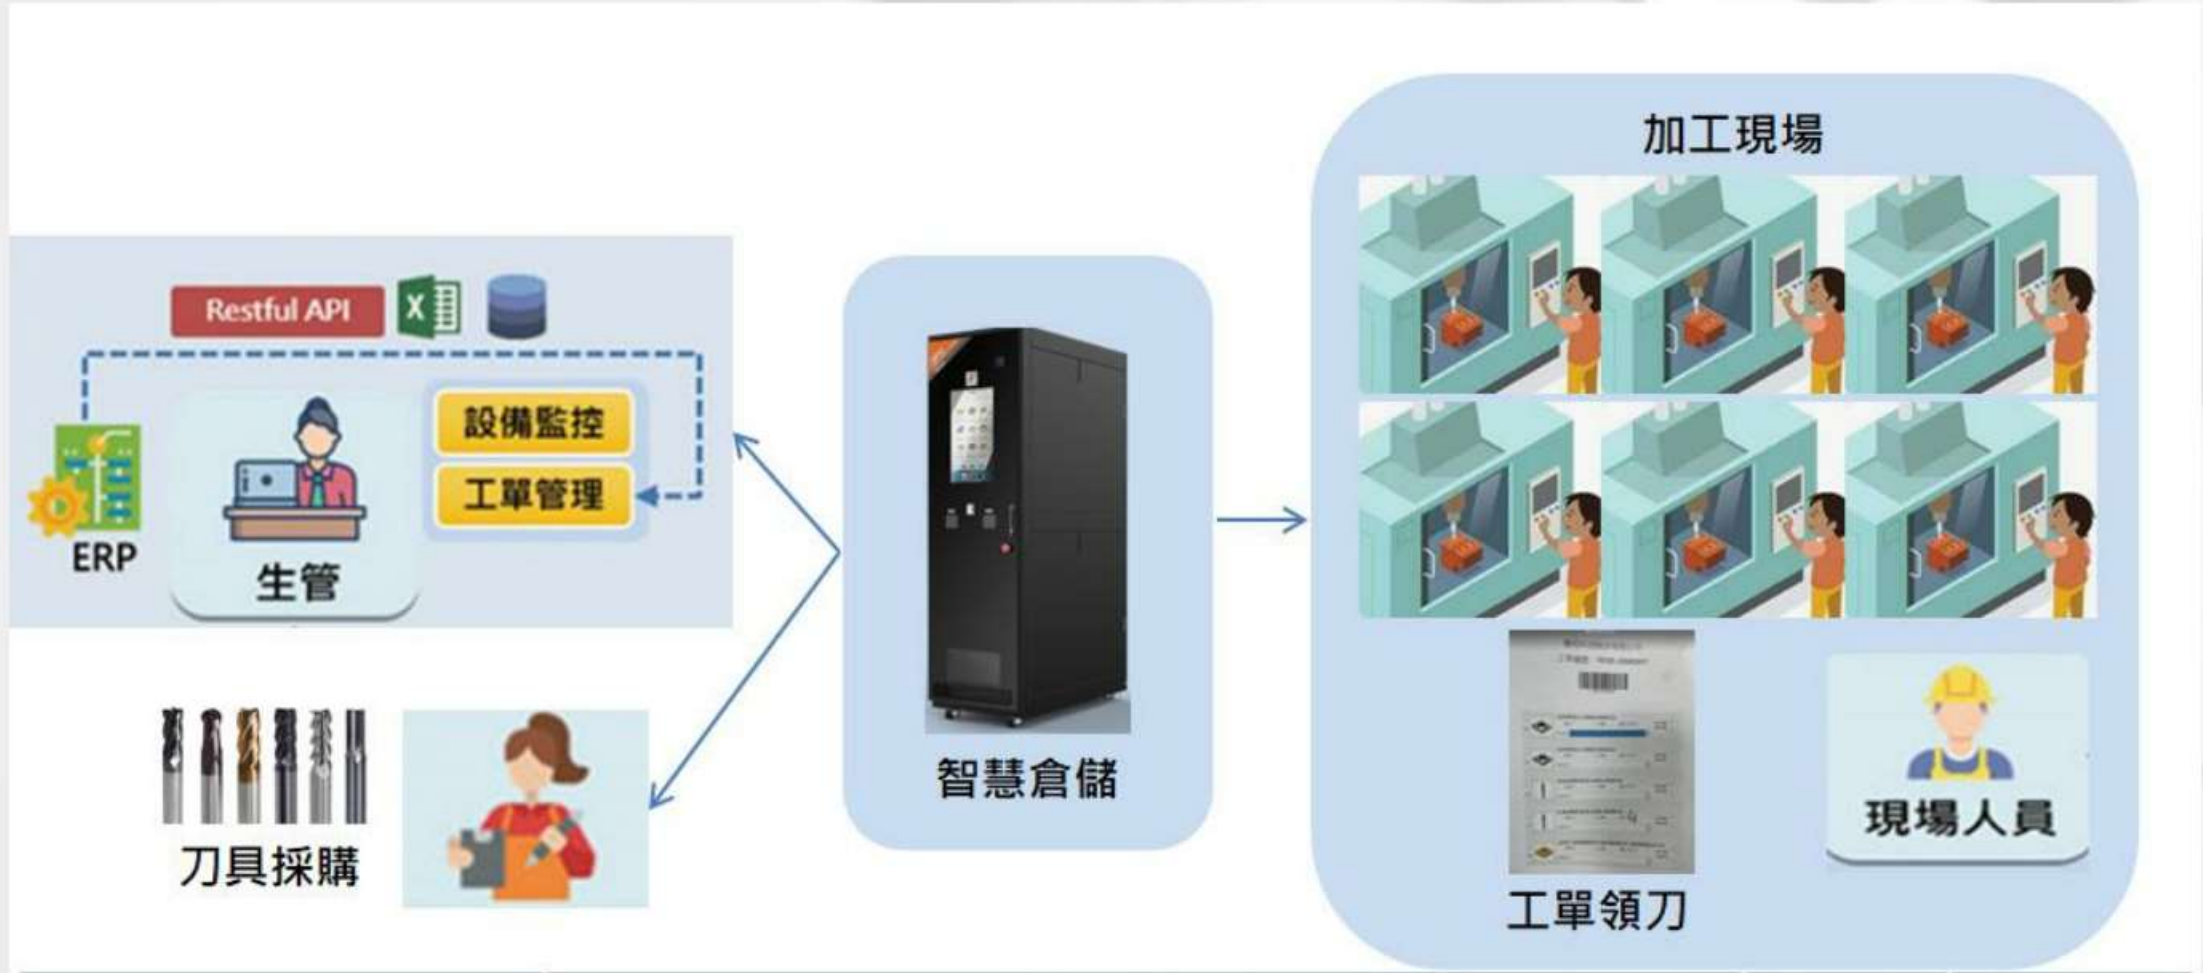 加工現場
Restful API
設備監控
工單管理
ERP
生管
智慧倉儲
刀具採購
現場人員
工單領刀